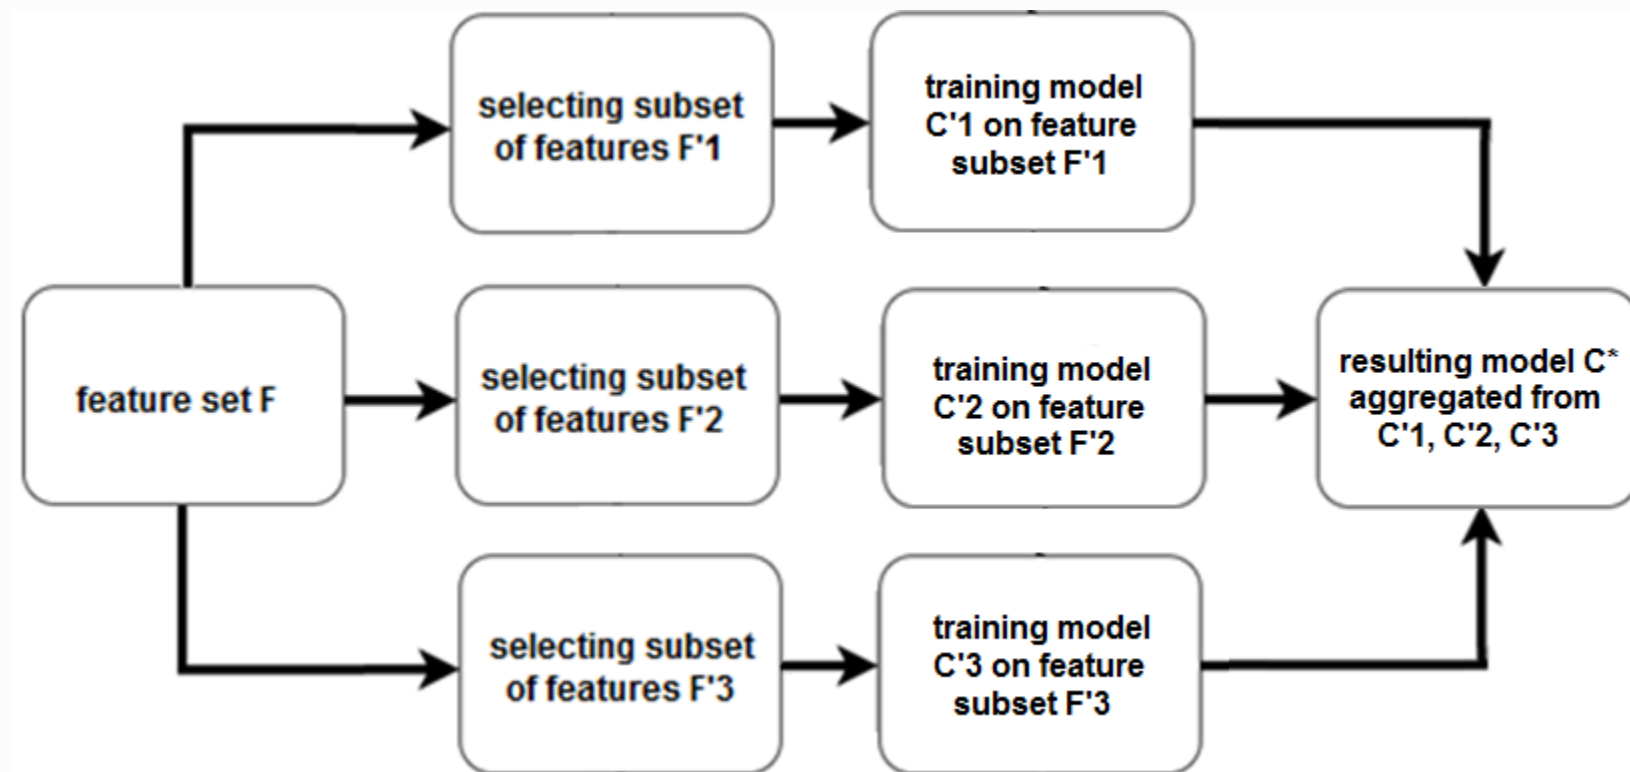 selecting subset
of features F'1
training model
C'1 on feature
subset F'1
feature set F
selecting subset
of features F'2
training model
C'2 on feature
subset F'2
resulting model C*
aggregated from
C'1, C'2, C'3
selecting subset
of features F'3
training model
C'3 on feature
subset F'3